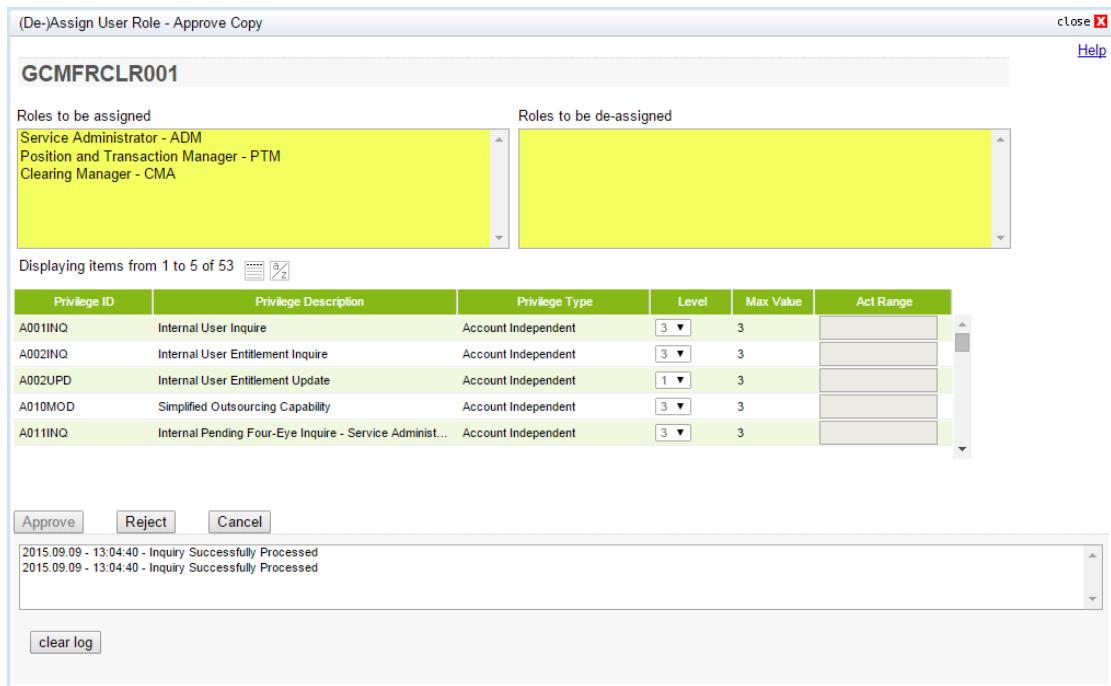 (De-)Assign User Role - Approve Copy close X
Help
GCMFRCLR001
Roles to be assigned Roles to be de-assigned
Service Administrator - ADM
Position and Transaction Manager - PTM
Clearing Manager - CMA
Displaying items from 1 to 5 of 53 a/z
Privilege ID Privilege Description Privilege Type Level Max Value Act Range
A001INQ Internal User Inquire Account Independent 3 3
A002INQ Internal User Entitlement Inquire Account Independent 3 3
A002UPD Internal User Entitlement Update Account Independent 1 3
A010MOD Simplified Outsourcing Capability Account Independent 3 3
A011INQ Internal Pending Four-Eye Inquire - Service Administ... Account Independent 3 3
Approve Reject Cancel
2015.09.09 - 13:04:40 - Inquiry Successfully Processed
2015.09.09 - 13:04:40 - Inquiry Successfully Processed
clear log